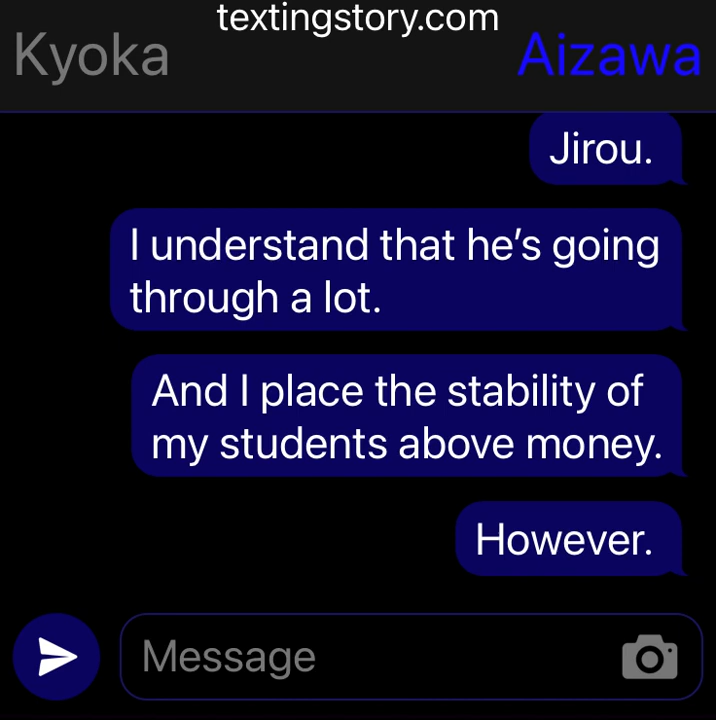 textingstory.com
Kyoka
Aizawa
Jirou.
I understand that he’s going
through a lot.
And I place the stability of
my students above money.
However.
Message